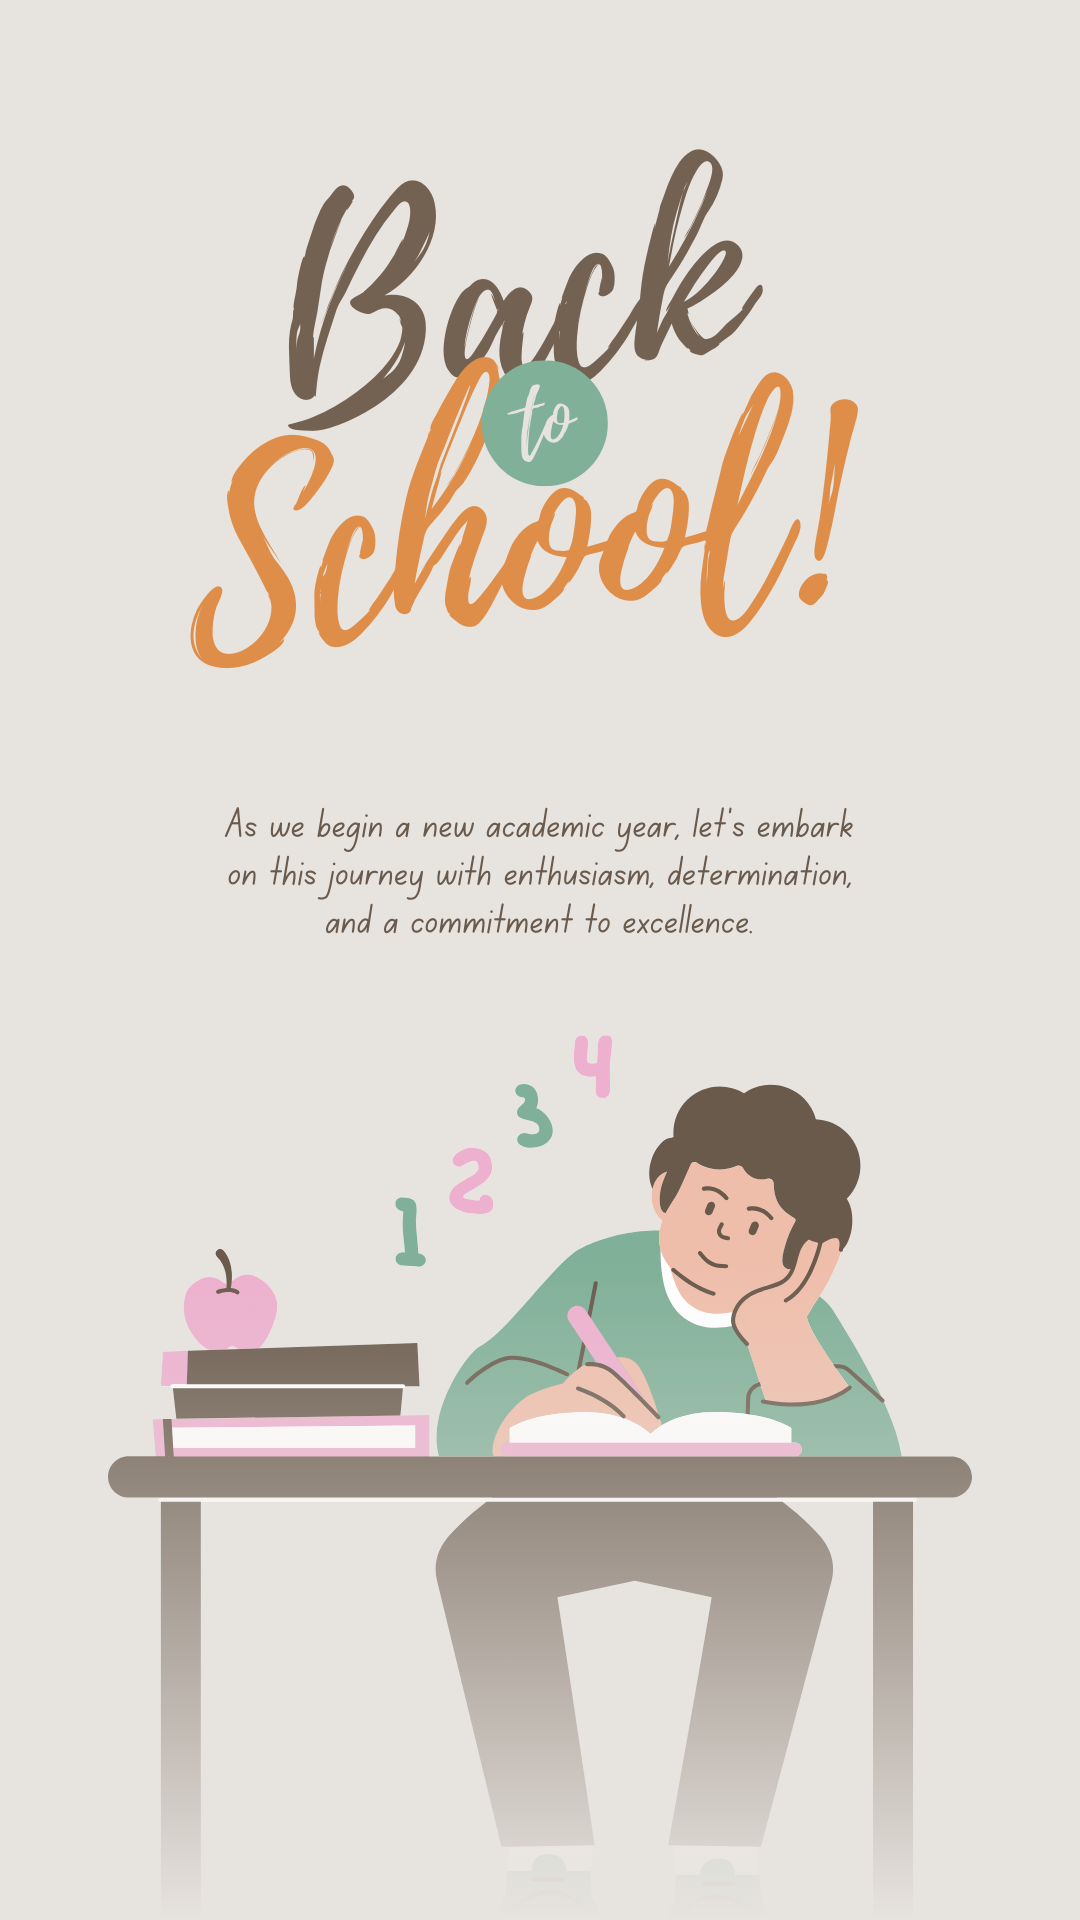 Back
to
School!
As we begin a new academic year, let's embark
on this journey with enthusiasm, determination,
and a commitment to excellence.
4
3
2
1